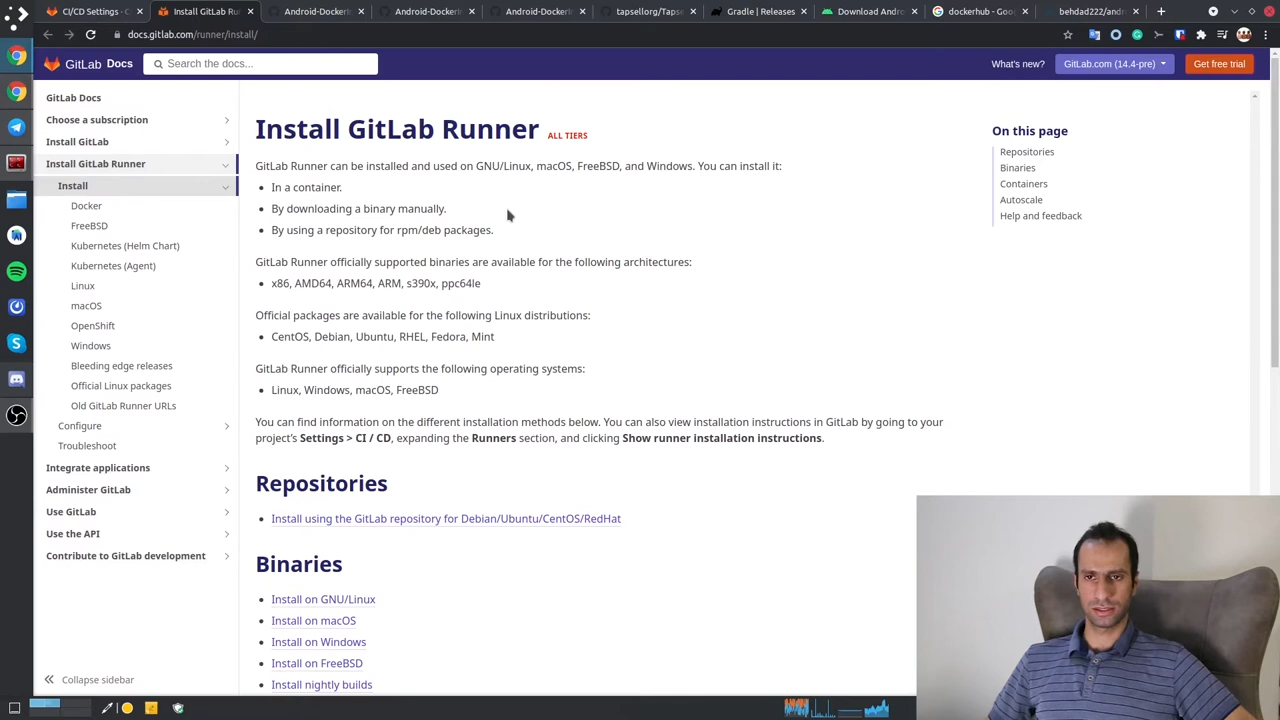 CI/CD Settings · C
Install GitLab Run
Android-Dockerfile
Android-Dockerfile
Android-Dockerfile
tapsellorg/Tapse
Gradle | Releases
Download Andro
dockerhub - Goog
behdad222/andro
docs.gitlab.com/runner/install/
GitLab Docs
Search the docs...
What's new?
GitLab.com (14.4-pre)
Get free trial
GitLab Docs
Choose a subscription
Install GitLab
Install GitLab Runner
Install
Docker
FreeBSD
Kubernetes (Helm Chart)
Kubernetes (Agent)
Linux
macOS
OpenShift
Windows
Bleeding edge releases
Official Linux packages
Old GitLab Runner URLs
Configure
Troubleshoot
Integrate applications
Administer GitLab
Use GitLab
Use the API
Contribute to GitLab development
Collapse sidebar
Install GitLab Runner ALL TIERS
GitLab Runner can be installed and used on GNU/Linux, macOS, FreeBSD, and Windows. You can install it:
In a container.
By downloading a binary manually.
By using a repository for rpm/deb packages.
GitLab Runner officially supported binaries are available for the following architectures:
x86, AMD64, ARM64, ARM, s390x, ppc64le
Official packages are available for the following Linux distributions:
CentOS, Debian, Ubuntu, RHEL, Fedora, Mint
GitLab Runner officially supports the following operating systems:
Linux, Windows, macOS, FreeBSD
You can find information on the different installation methods below. You can also view installation instructions in GitLab by going to your
project's Settings > CI / CD, expanding the Runners section, and clicking Show runner installation instructions.
Repositories
Install using the GitLab repository for Debian/Ubuntu/CentOS/RedHat
Binaries
Install on GNU/Linux
Install on macOS
Install on Windows
Install on FreeBSD
Install nightly builds
On this page
Repositories
Binaries
Containers
Autoscale
Help and feedback